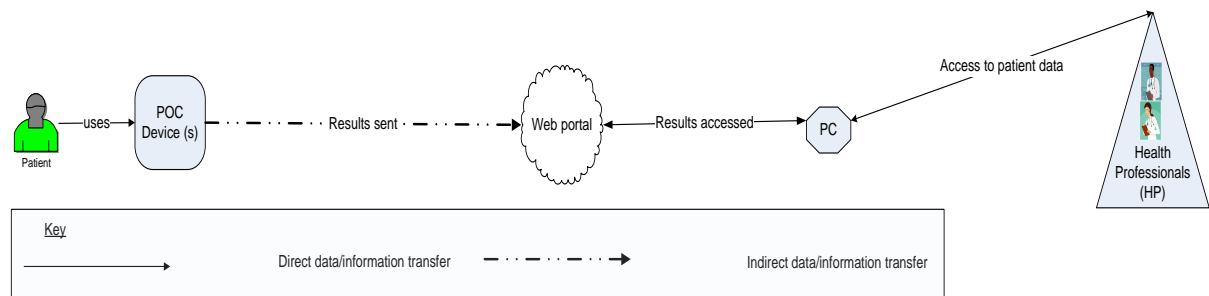 Access to patient data
uses
POC
Device (s)
Results sent
Web portal
Results accessed
PC
Patient
Health
Professionals
(HP)
Key
Direct data/information transfer
Indirect data/information transfer